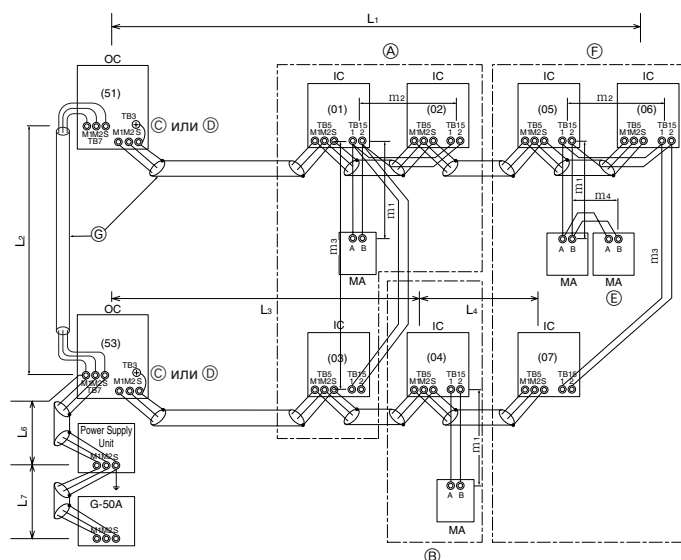 L1
OC
Ⓐ
Ⓕ
IC
IC
IC
IC
(51)
(01)
(02)
(05)
(06)
m2
m2
TB3
Ⓒ или Ⓓ
TB5
TB15
TB5
TB15
TB5
TB15
TB5
TB15
M1M2S
M1M2S
1 2
M1M2S
1 2
M1M2S
1 2
M1M2S
1 2
M1M2S
TB7
m1
m3
m1
m4
m3
L2
Ⓖ
A B
MA
A B
A B
MA
MA
Ⓔ
L3
L4
OC
IC
IC
IC
(53)
(03)
(04)
(07)
TB3
Ⓒ или Ⓓ
TB5
TB15
TB5
TB15
TB5
TB15
M1M2S
M1M2S
1 2
M1M2S
1 2
M1M2S
1 2
M1M2S
TB7
L6
Power Supply
Unit
M1M2S
m1
L7
G-50A
M1M2S
A B
MA
Ⓑ